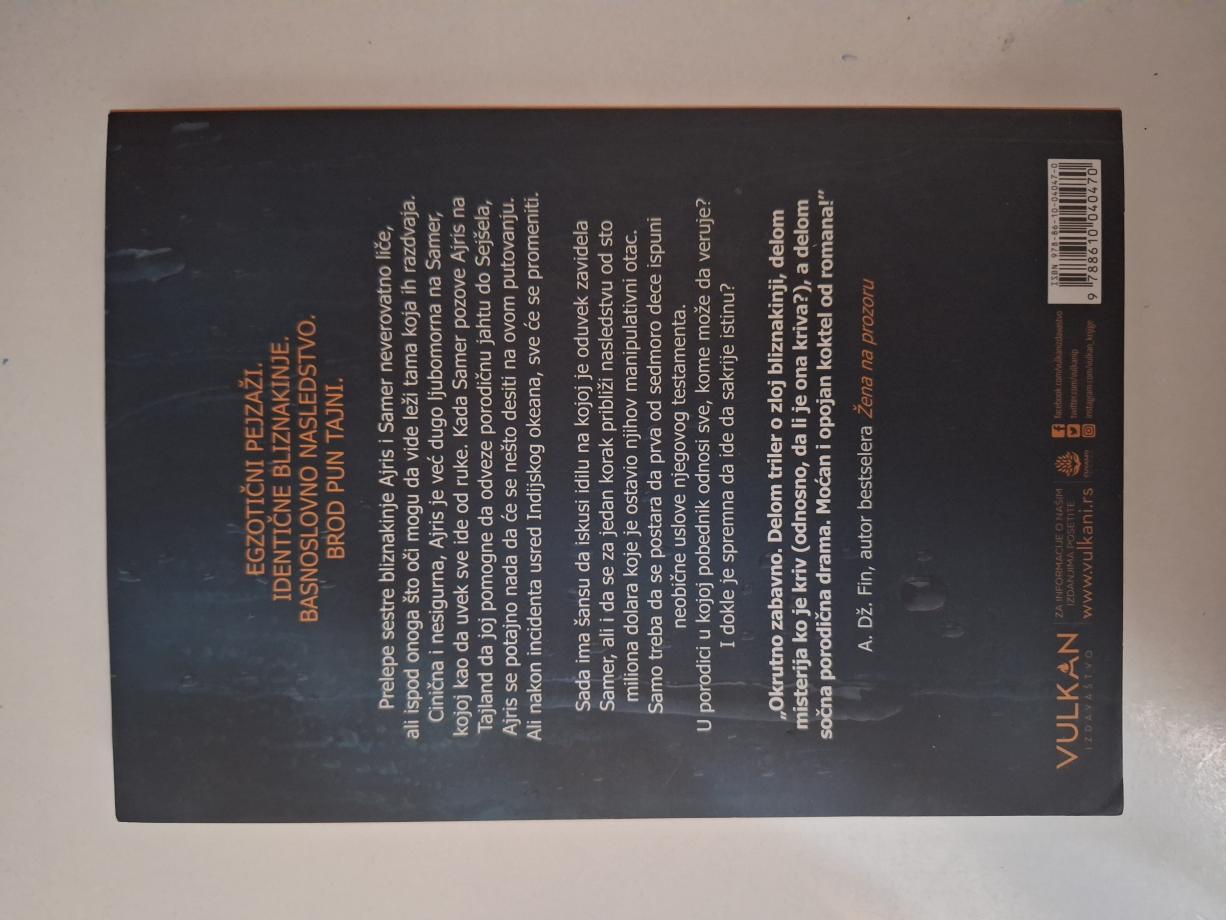 EGZOTIČNI PEJZAŽI.
IDENTIČNE BLIZNAKINJE.
BASNOSLOVNO NASLEDSTVO.
BROD PUN TAJNI.
Prelepe sestre bliznakinje Ajris i Samer neverovatno liče,
ali ispod onoga što oči mogu da vide leži tama koja ih razdvaja.
Cinična i nesigurna, Ajris je već dugo ljubomorna na Samer,
kojoj kao da uvek sve ide od ruke. Kada Samer pozove Ajris na
Tajland da joj pomogne da odveze porodičnu jahtu do Sejšela,
Ajris se potajno nada da će se nešto desiti na ovom putovanju.
Ali nakon incidenta usred Indijskog okeana, sve će se promeniti.
Sada ima šansu da iskusi idilu na kojoj je oduvek zavidela
Samer, ali i da se za jedan korak približi nasledstvu od sto
miliona dolara koje je ostavio njihov manipulativni otac.
Samo treba da se postara da prva od sedmoro dece ispuni
neobične uslove njegovog testamenta.
U porodici u kojoj pobednik odnosi sve, kome može da veruje?
I dokle je spremna da ide da sakrije istinu?
„Okrutno zabavno. Delom triler o zloj bliznakinji, delom
misterija ko je kriv (odnosno, da li je ona kriva?), a delom
sočna porodična drama. Moćan i opojan koktel od romana!”
A. Dž. Fin, autor bestselera Žena na prozoru
VULKAN
IZDAVAŠTVO
ZA INFORMACIJE O NAŠIM
IZDANJIMA POSETITE
www.vulkani.rs
facebook.com/vulkanizdavastvo
twitter.com/vulkanip
instagram.com/vulkan_knjige
ISBN 978-86-10-04047-0
9 788610 040470